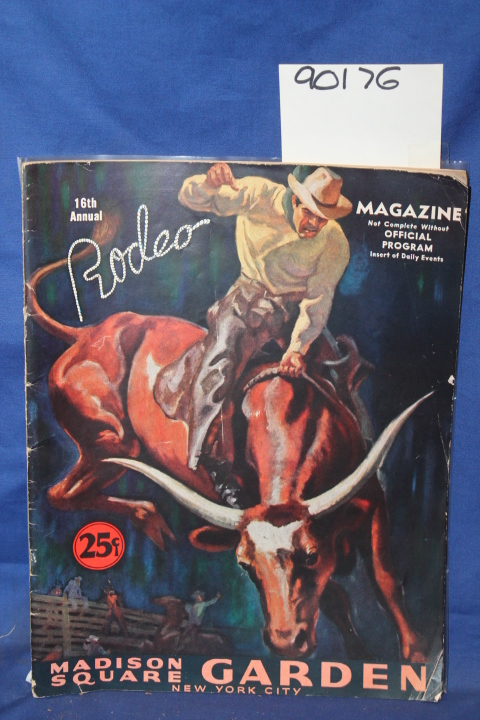 90176
16th
Annual
Rodeo
MAGAZINE
Not Complete Without
OFFICIAL
PROGRAM
Insert of Daily Events
25¢
MADISON
SQUARE GARDEN
NEW YORK CITY